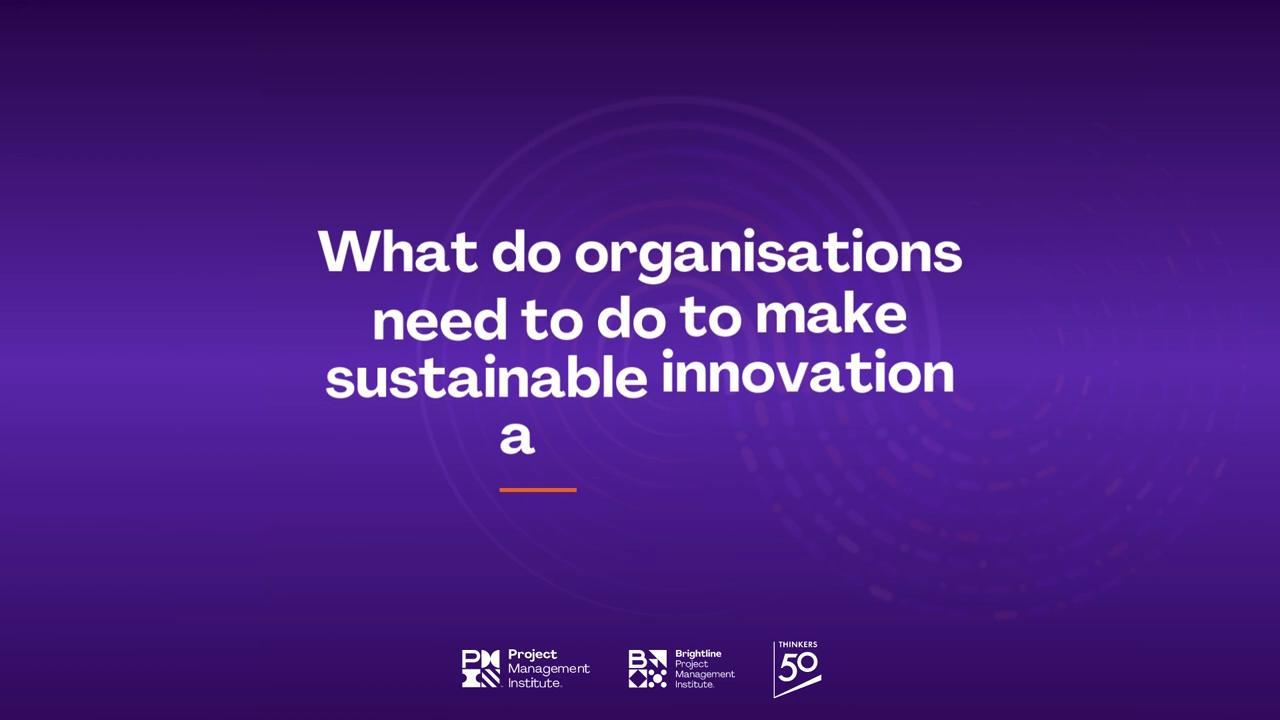 What do organisations
need to do to make
sustainable innovation
a
Project
Management
Institute.
Brightline
Project
Management
Institute.
THINKERS
50